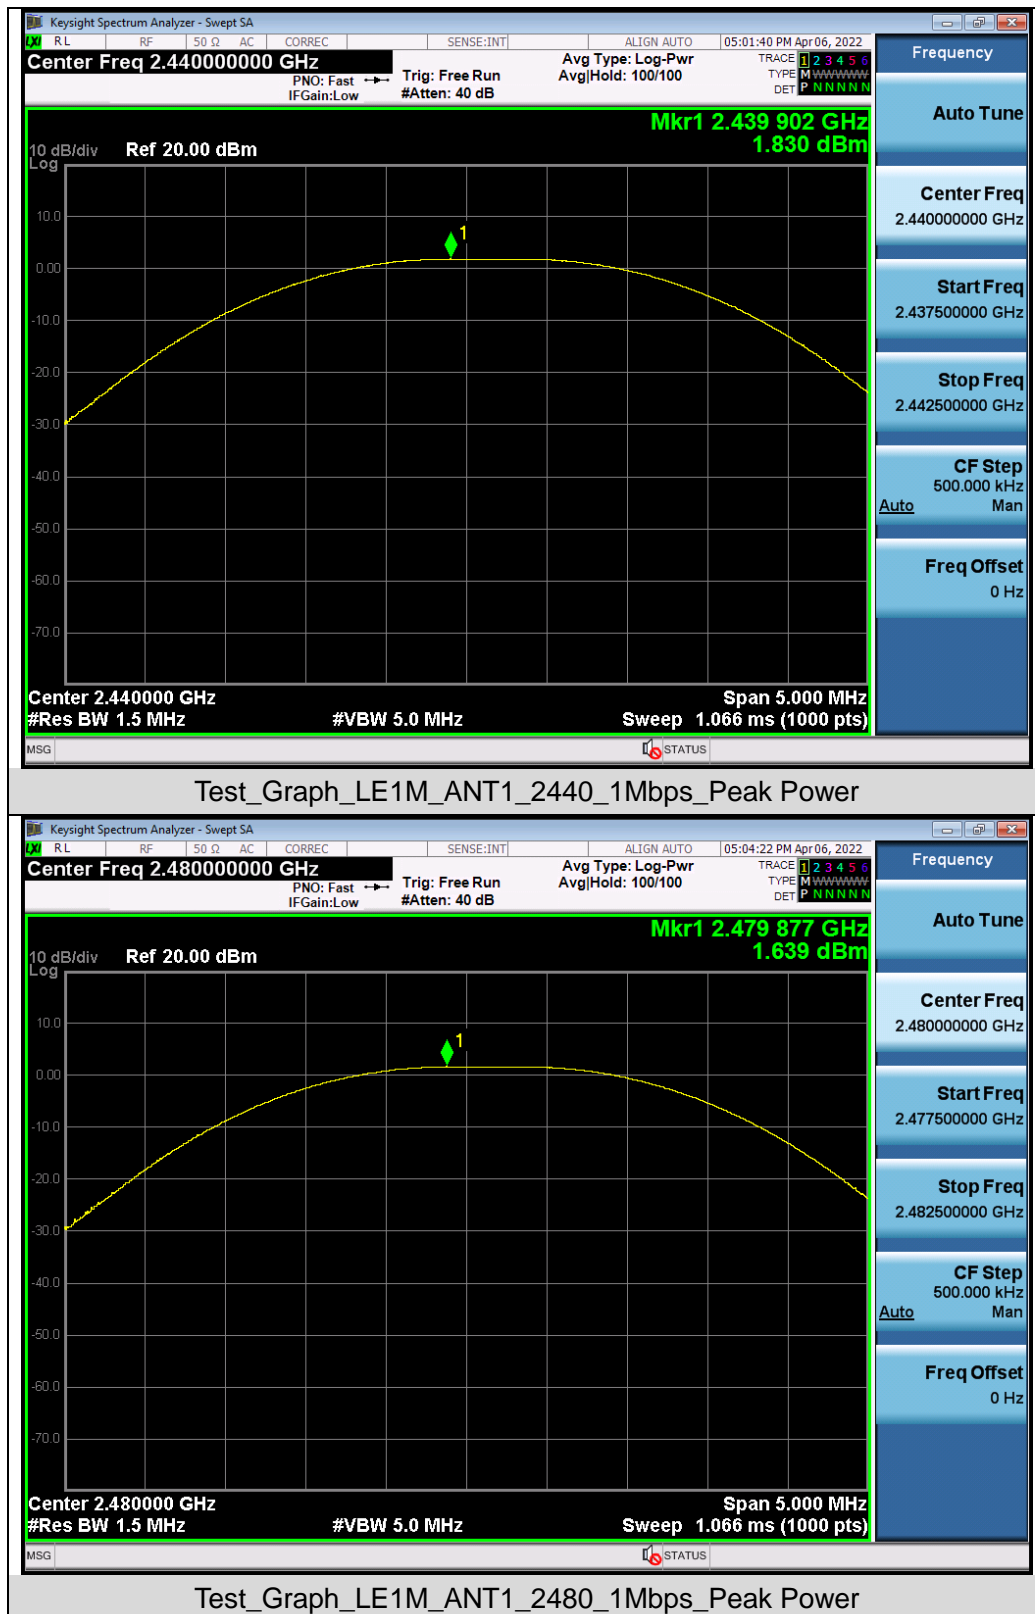 Keysight Spectrum Analyzer - Swept SA
LXI RL RF 50 Ω AC CORREC SENSE:INT ALIGN AUTO 05:01:40 PM Apr 06, 2022
Center Freq 2.440000000 GHz
PNO: Fast
IFGain:Low
Trig: Free Run
#Atten: 40 dB
Avg Type: Log-Pwr
Avg|Hold: 100/100
TRACE 1 2 3 4 5 6
TYPE M WWWWW
DET P N N N N N
Mkr1 2.439 902 GHz
1.830 dBm
10 dB/div Ref 20.00 dBm
Log
10.0
1
0.00
-10.0
-20.0
-30.0
-40.0
-50.0
-60.0
-70.0
Center 2.440000 GHz Span 5.000 MHz
#Res BW 1.5 MHz #VBW 5.0 MHz Sweep 1.066 ms (1000 pts)
MSG STATUS
Frequency
Auto Tune
Center Freq
2.440000000 GHz
Start Freq
2.437500000 GHz
Stop Freq
2.442500000 GHz
CF Step
500.000 kHz
Auto Man
Freq Offset
0 Hz
Test_Graph_LE1M_ANT1_2440_1Mbps_Peak Power
Keysight Spectrum Analyzer - Swept SA
LXI RL RF 50 Ω AC CORREC SENSE:INT ALIGN AUTO 05:04:22 PM Apr 06, 2022
Center Freq 2.480000000 GHz
PNO: Fast
IFGain:Low
Trig: Free Run
#Atten: 40 dB
Avg Type: Log-Pwr
Avg|Hold: 100/100
TRACE 1 2 3 4 5 6
TYPE M WWWWW
DET P N N N N N
Mkr1 2.479 877 GHz
1.639 dBm
10 dB/div Ref 20.00 dBm
Log
10.0
1
0.00
-10.0
-20.0
-30.0
-40.0
-50.0
-60.0
-70.0
Center 2.480000 GHz Span 5.000 MHz
#Res BW 1.5 MHz #VBW 5.0 MHz Sweep 1.066 ms (1000 pts)
MSG STATUS
Frequency
Auto Tune
Center Freq
2.480000000 GHz
Start Freq
2.477500000 GHz
Stop Freq
2.482500000 GHz
CF Step
500.000 kHz
Auto Man
Freq Offset
0 Hz
Test_Graph_LE1M_ANT1_2480_1Mbps_Peak Power